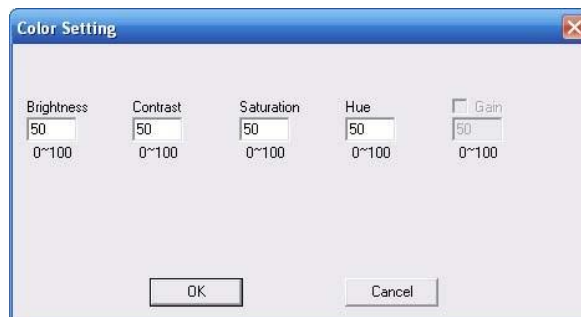 Color Setting
Brightness Contrast Saturation Hue Gain
50 50 50 50 50
0~100 0~100 0~100 0~100 0~100
OK Cancel